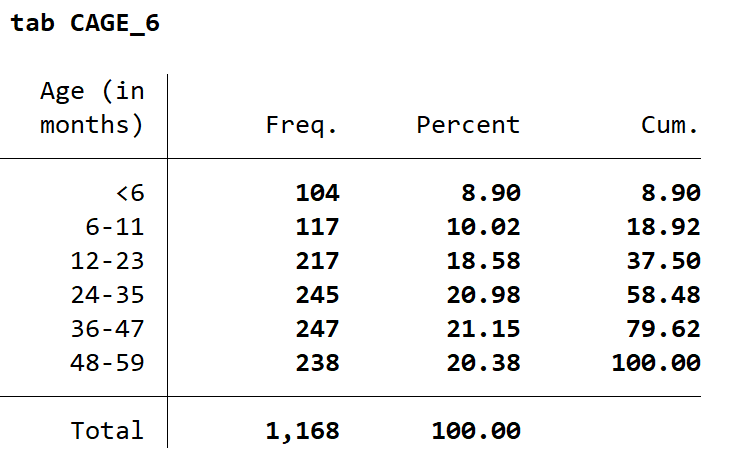 tab CAGE_6
Age (in
months) Freq. Percent Cum.
<6 104 8.90 8.90
6-11 117 10.02 18.92
12-23 217 18.58 37.50
24-35 245 20.98 58.48
36-47 247 21.15 79.62
48-59 238 20.38 100.00
Total 1,168 100.00